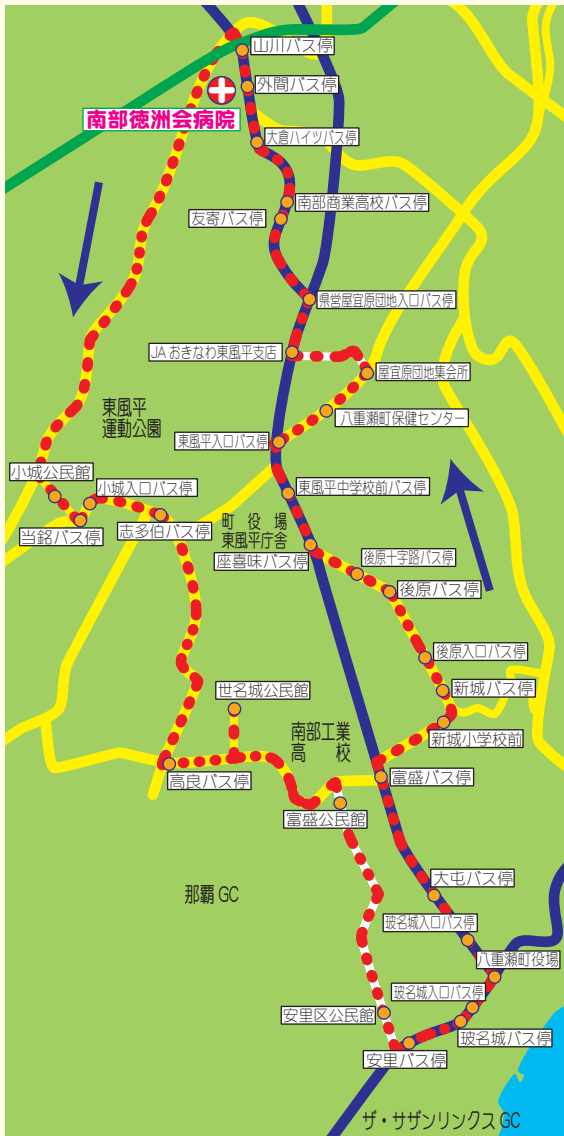 山川バス停
外間バス停
南部徳洲会病院
大倉ハイツバス停
南部商業高校バス停
友寄バス停
県営屋宜原団地入口バス停
JAおきなわ東風平支店
屋宜原団地集会所
東風平
運動公園
八重瀬町保健センター
東風平入口バス停
小城公民館
小城入口バス停
東風平中学校前バス停
当銘バス停
志多伯バス停
町役場
東風平庁舎
座喜味バス停
後原十字路バス停
後原バス停
後原入口バス停
世名城公民館
新城バス停
南部工業
高校
新城小学校前
高良バス停
富盛バス停
富盛公民館
那覇GC
大屯バス停
玻名城入口バス停
八重瀬町役場
玻名城入口バス停
安里区公民館
玻名城バス停
安里バス停
ザ・サザンリンクスGC